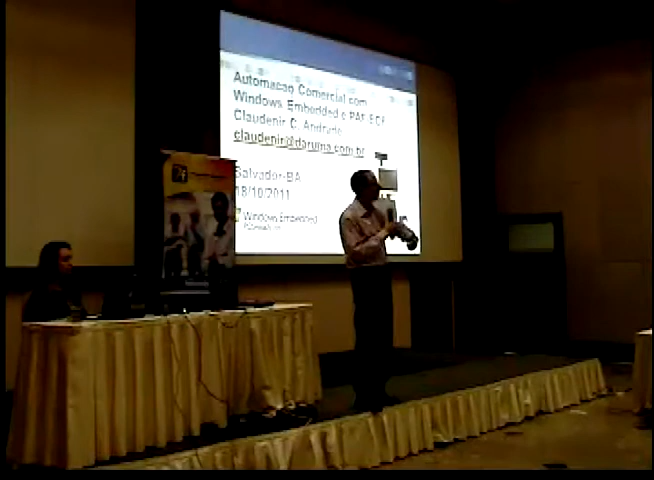 Automação Comercial com
Windows Embedded e PAF-ECF
Claudenir C. Andrade
claudenir@daruma.com.br
Salvador-BA
18/10/2011
Windows Embedded